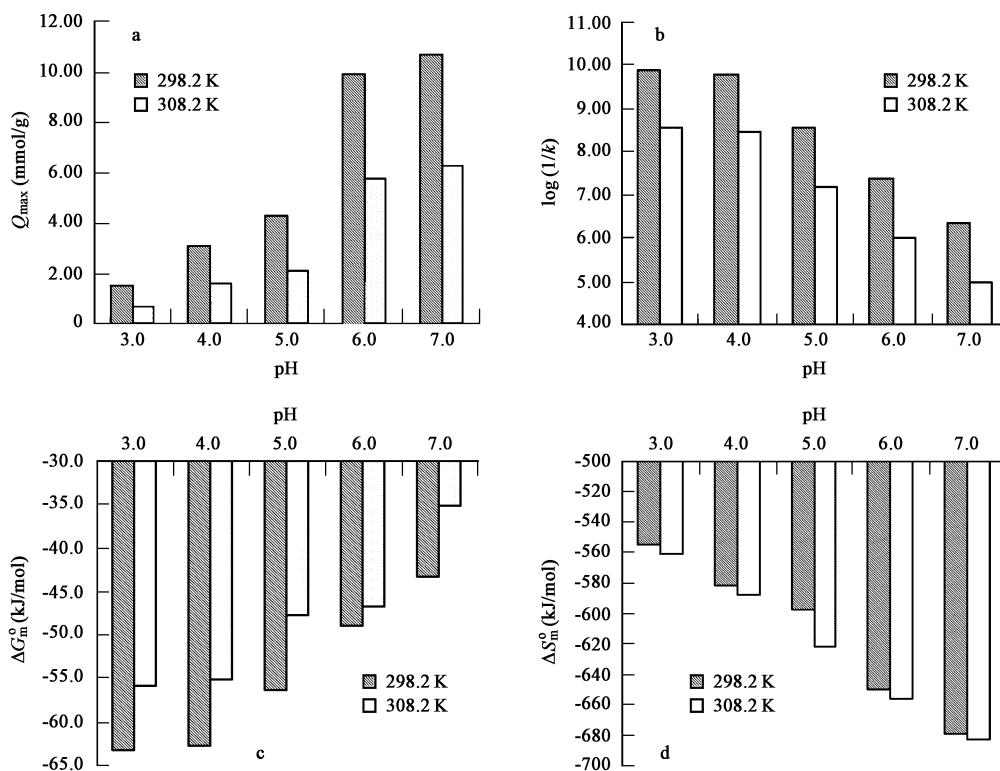 a
12.00
10.00
8.00
6.00
4.00
2.00
0
Q_max (mmol/g)
298.2 K
308.2 K
3.0 4.0 5.0 6.0 7.0
pH
b
11.00
10.00
9.00
8.00
7.00
6.00
5.00
4.00
log (1/k)
298.2 K
308.2 K
3.0 4.0 5.0 6.0 7.0
pH
pH
3.0 4.0 5.0 6.0 7.0
-30.0
-35.0
-40.0
-45.0
-50.0
-55.0
-60.0
-65.0
ΔG°m (kJ/mol)
298.2 K
308.2 K
c
pH
3.0 4.0 5.0 6.0 7.0
-500
-520
-540
-560
-580
-600
-620
-640
-660
-680
-700
ΔS°m (kJ/mol)
298.2 K
308.2 K
d